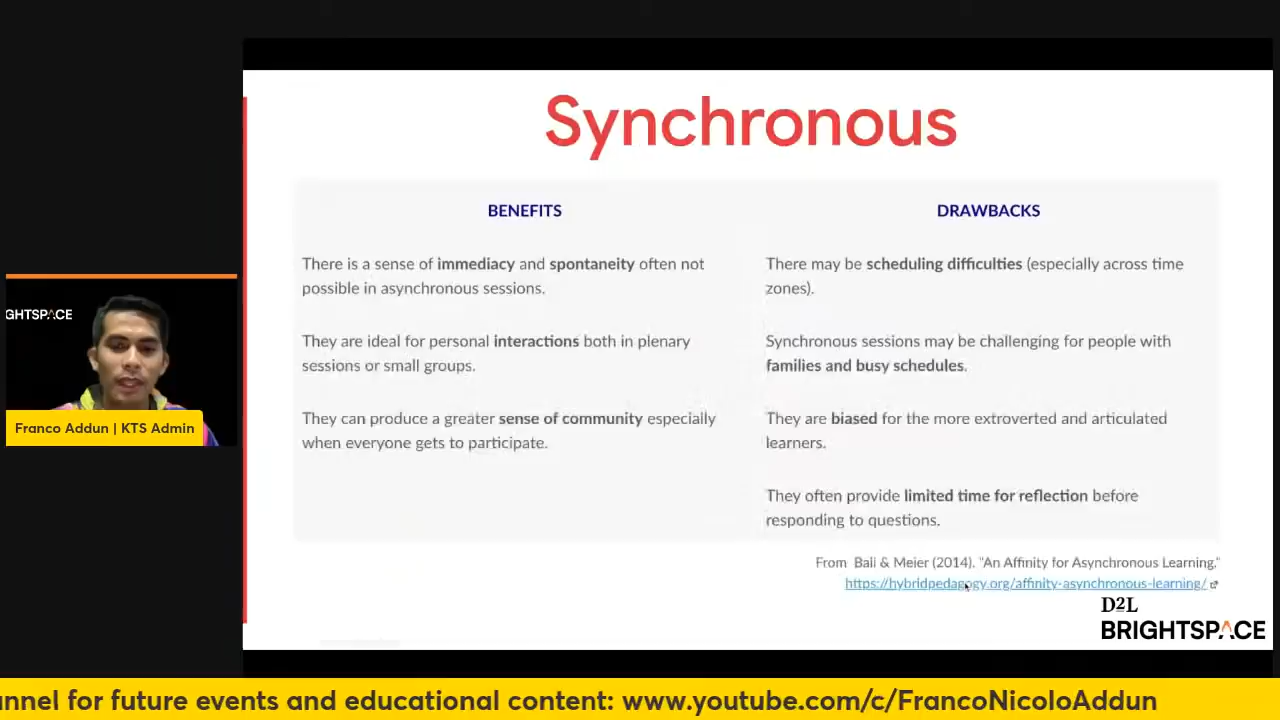 Synchronous
BENEFITS
There is a sense of immediacy and spontaneity often not
possible in asynchronous sessions.
They are ideal for personal interactions both in plenary
sessions or small groups.
They can produce a greater sense of community especially
when everyone gets to participate.
DRAWBACKS
There may be scheduling difficulties (especially across time
zones).
Synchronous sessions may be challenging for people with
families and busy schedules.
They are biased for the more extroverted and articulated
learners.
They often provide limited time for reflection before
responding to questions.
From Bali & Meier (2014). "An Affinity for Asynchronous Learning."
https://hybridpedagogy.org/affinity-asynchronous-learning/
D2L
BRIGHTSPACE
GHTSPACE
Franco Addun | KTS Admin
nnel for future events and educational content: www.youtube.com/c/FrancoNicoloAddun